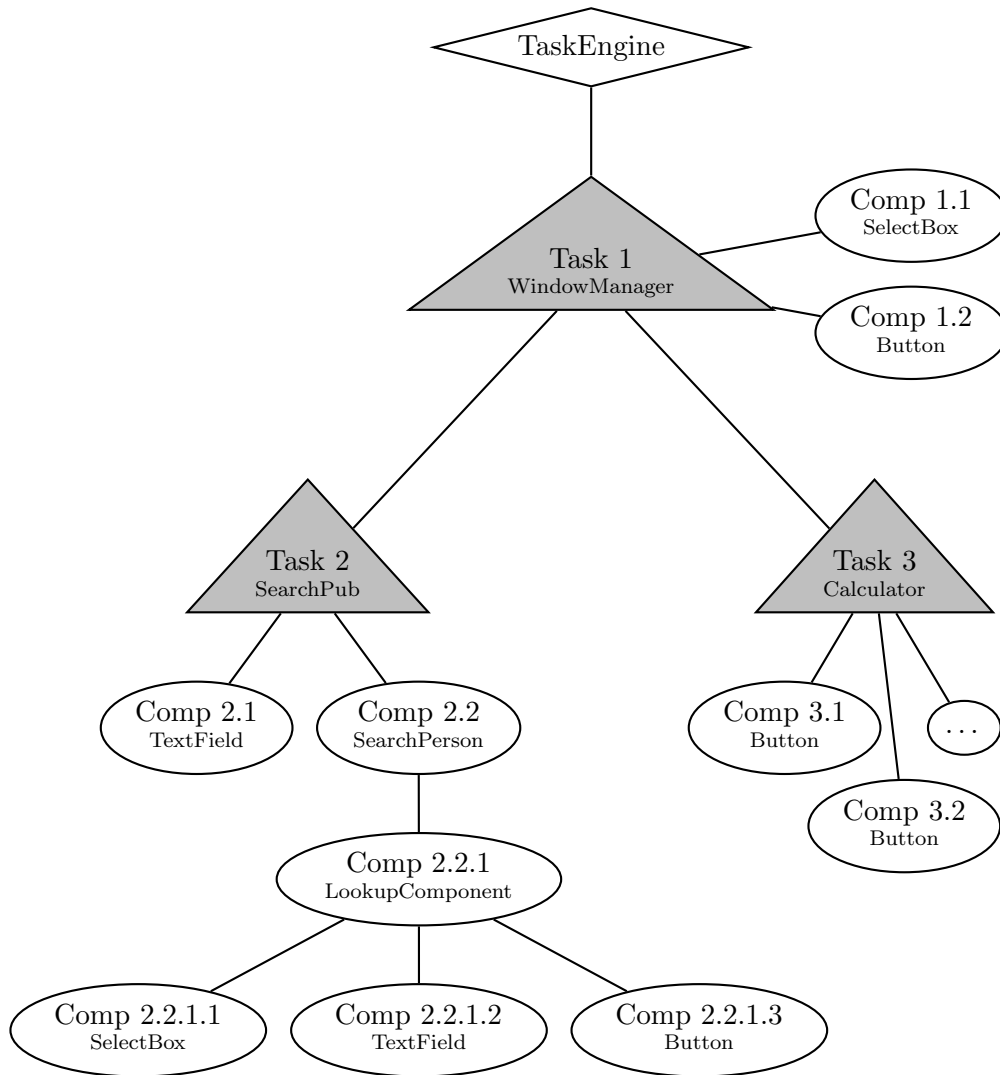 TaskEngine
Comp 1.1
SelectBox
Task 1
WindowManager
Comp 1.2
Button
Task 2
SearchPub
Task 3
Calculator
Comp 2.1
TextField
Comp 2.2
SearchPerson
Comp 3.1
Button
...
Comp 3.2
Button
Comp 2.2.1
LookupComponent
Comp 2.2.1.1
SelectBox
Comp 2.2.1.2
TextField
Comp 2.2.1.3
Button